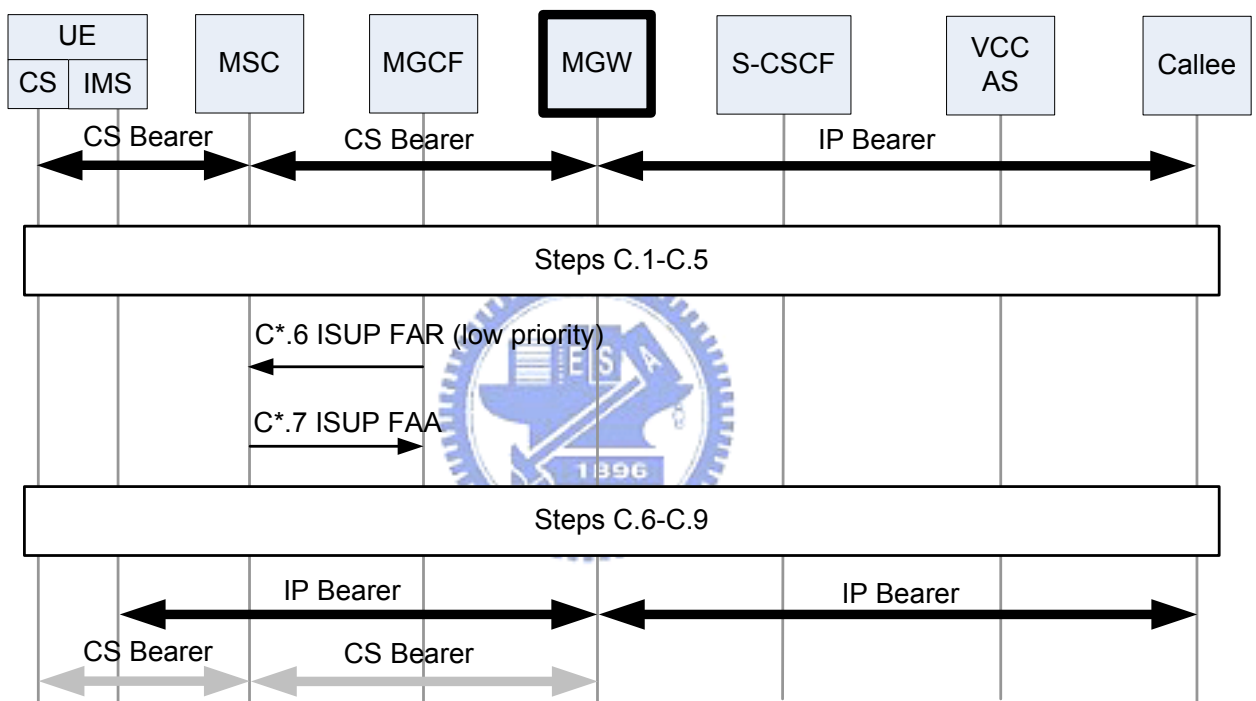 UE
CS IMS
MSC
MGCF
MGW
S-CSCF
VCC
AS
Callee
CS Bearer
CS Bearer
IP Bearer
Steps C.1-C.5
C*.6 ISUP FAR (low priority)
E S A
C*.7 ISUP FAA
1896
Steps C.6-C.9
IP Bearer
IP Bearer
CS Bearer
CS Bearer